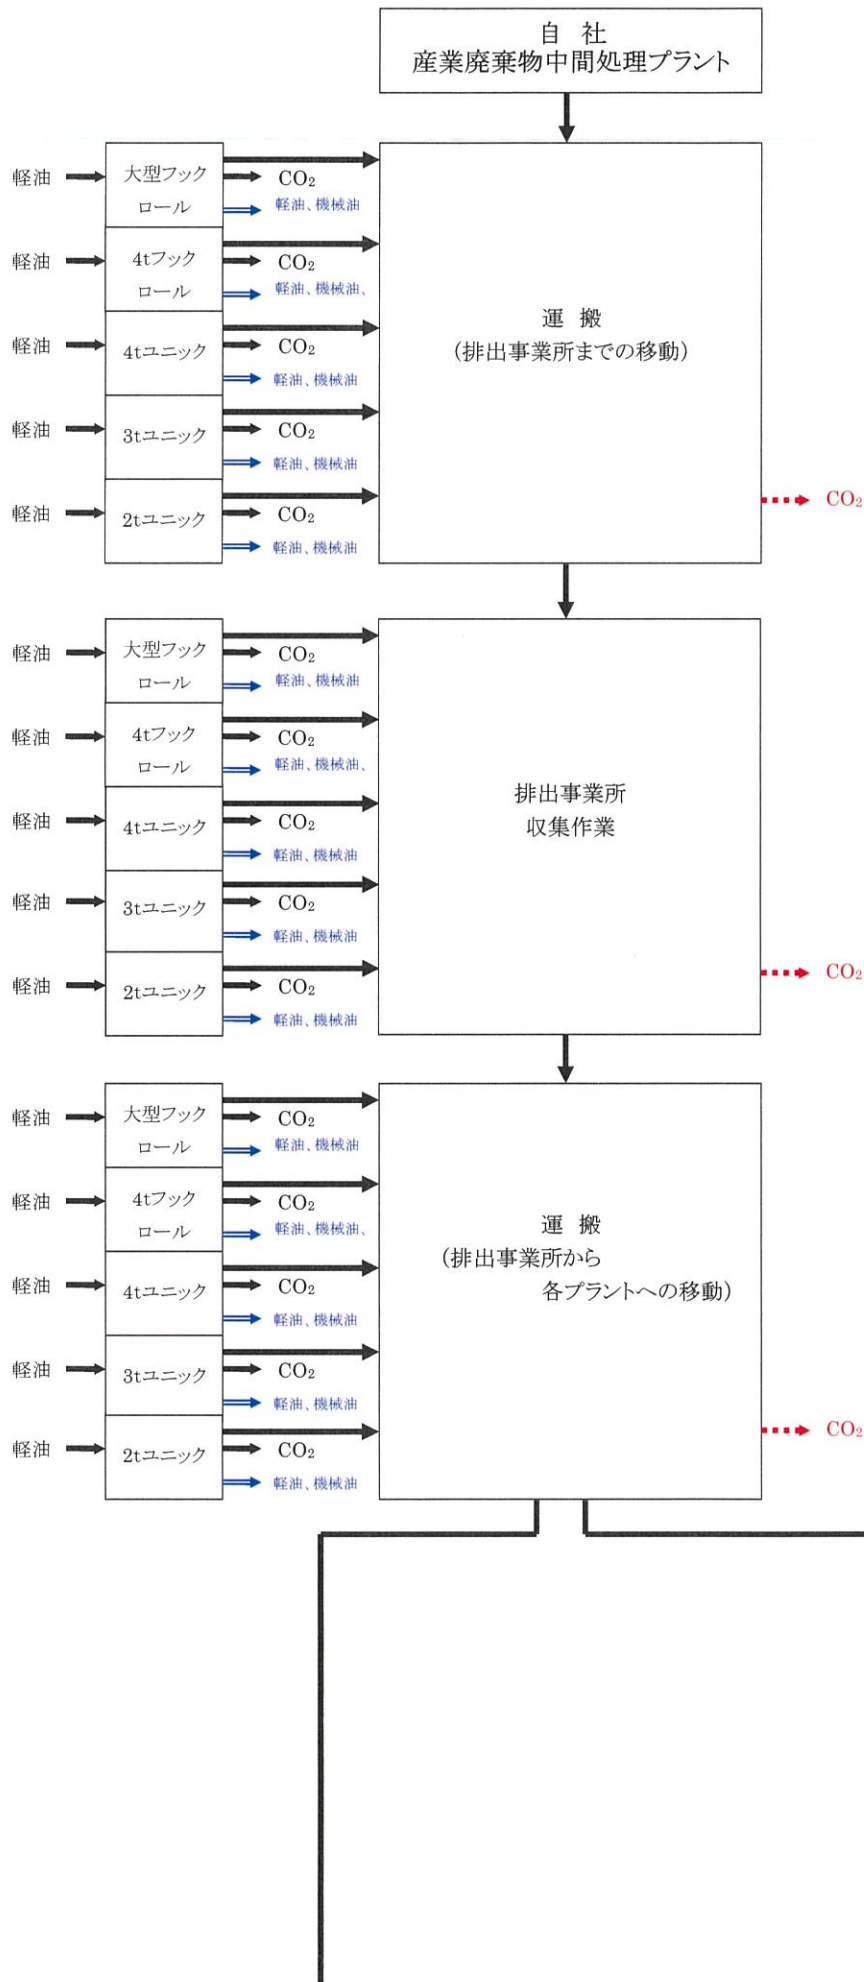 自 社
産業廃棄物中間処理プラント
軽油
大型フック
ロール
CO₂
軽油、機械油
軽油
4tフック
ロール
CO₂
軽油、機械油、
軽油
4tユニック
CO₂
軽油、機械油
軽油
3tユニック
CO₂
軽油、機械油
軽油
2tユニック
CO₂
軽油、機械油
運 搬
(排出事業所までの移動)
CO₂
軽油
大型フック
ロール
CO₂
軽油、機械油
軽油
4tフック
ロール
CO₂
軽油、機械油、
軽油
4tユニック
CO₂
軽油、機械油
軽油
3tユニック
CO₂
軽油、機械油
軽油
2tユニック
CO₂
軽油、機械油
排出事業所
収集作業
CO₂
軽油
大型フック
ロール
CO₂
軽油、機械油
軽油
4tフック
ロール
CO₂
軽油、機械油、
軽油
4tユニック
CO₂
軽油、機械油
軽油
3tユニック
CO₂
軽油、機械油
軽油
2tユニック
CO₂
軽油、機械油
運 搬
(排出事業所から
各プラントへの移動)
CO₂